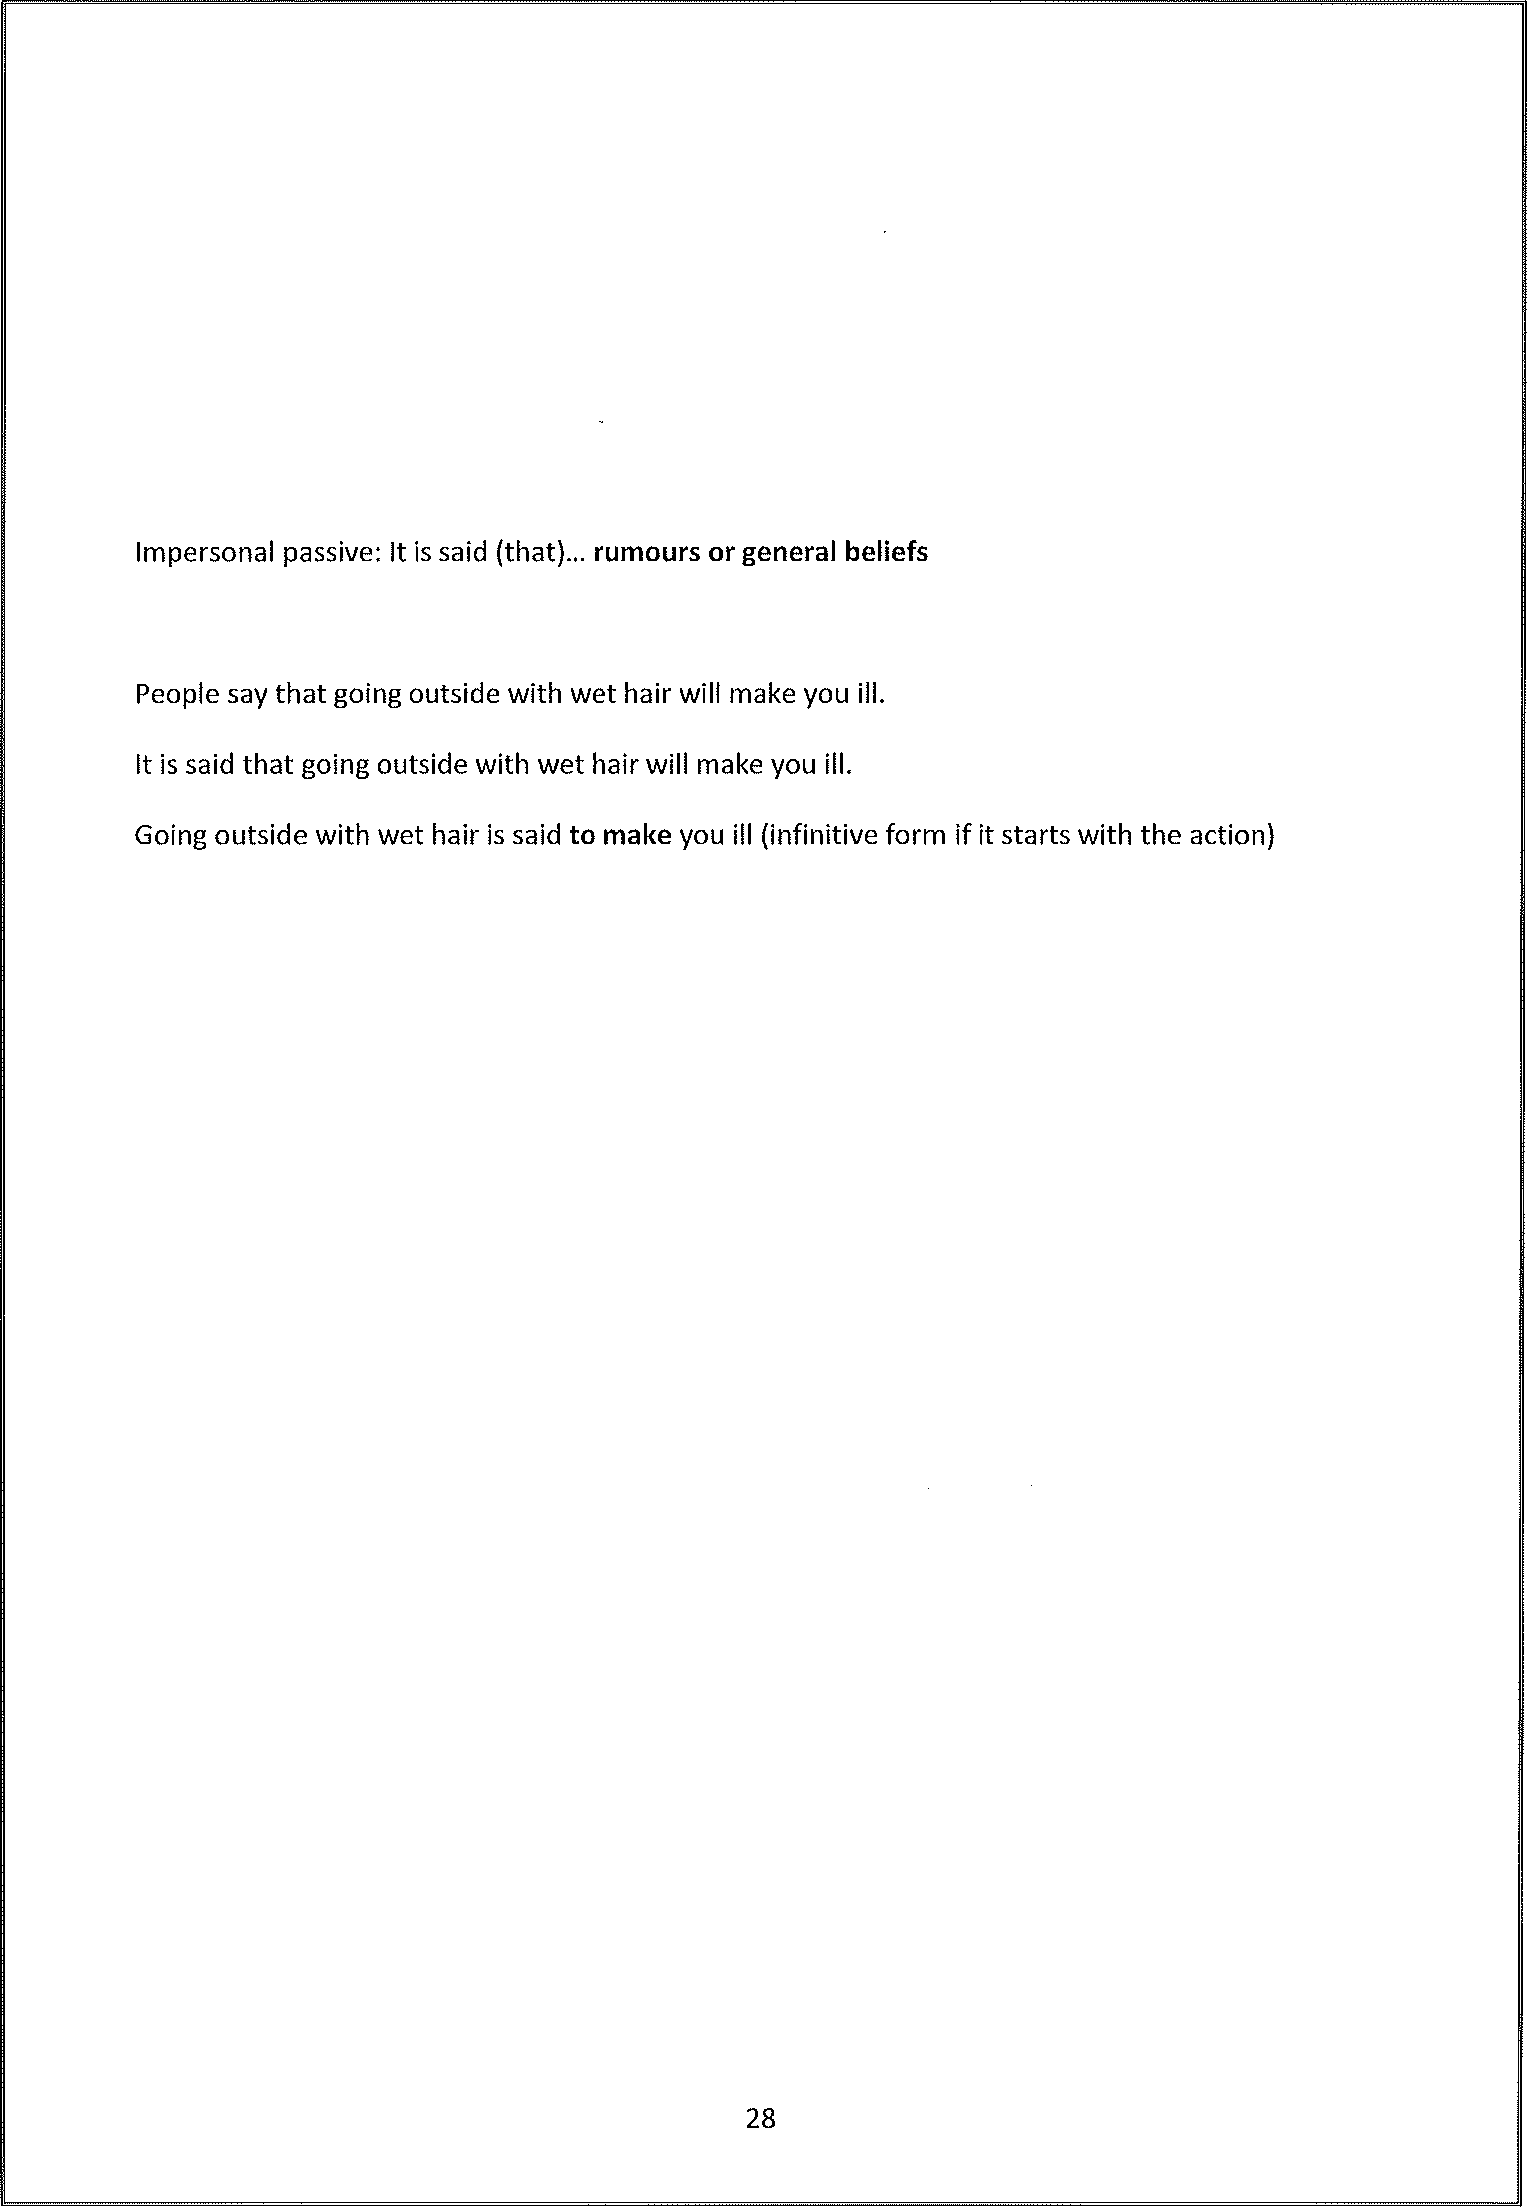 Impersonal passive: It is said (that)... rumours or general beliefs
People say that going outside with wet hair will make you ill.
It is said that going outside with wet hair will make you ill.
Going outside with wet hair is said to make you ill (infinitive form if it starts with the action)
28